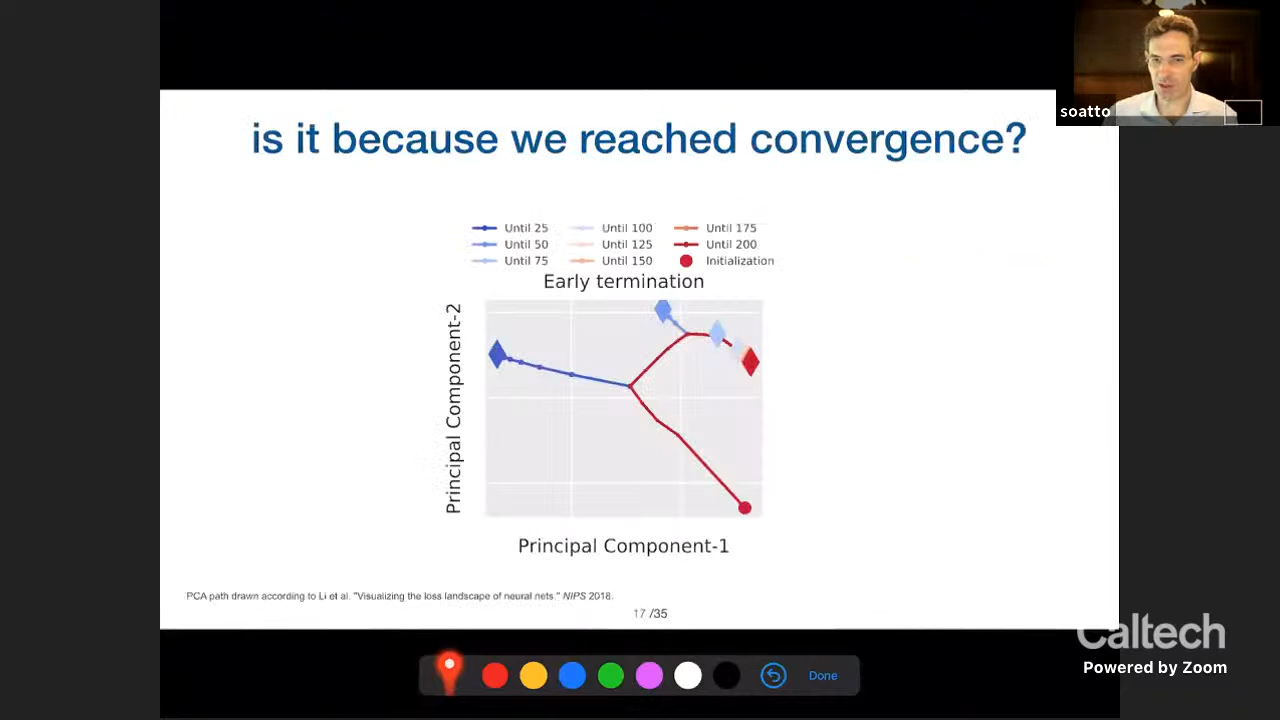 soatto
is it because we reached convergence?
Until 25
Until 100
Until 175
Until 50
Until 125
Until 200
Until 75
Until 150
Initialization
Early termination
Principal Component-2
Principal Component-1
PCA path drawn according to Li et al. "Visualizing the loss landscape of neural nets." NIPS 2018.
17 /35
Caltech
Powered by Zoom
Done